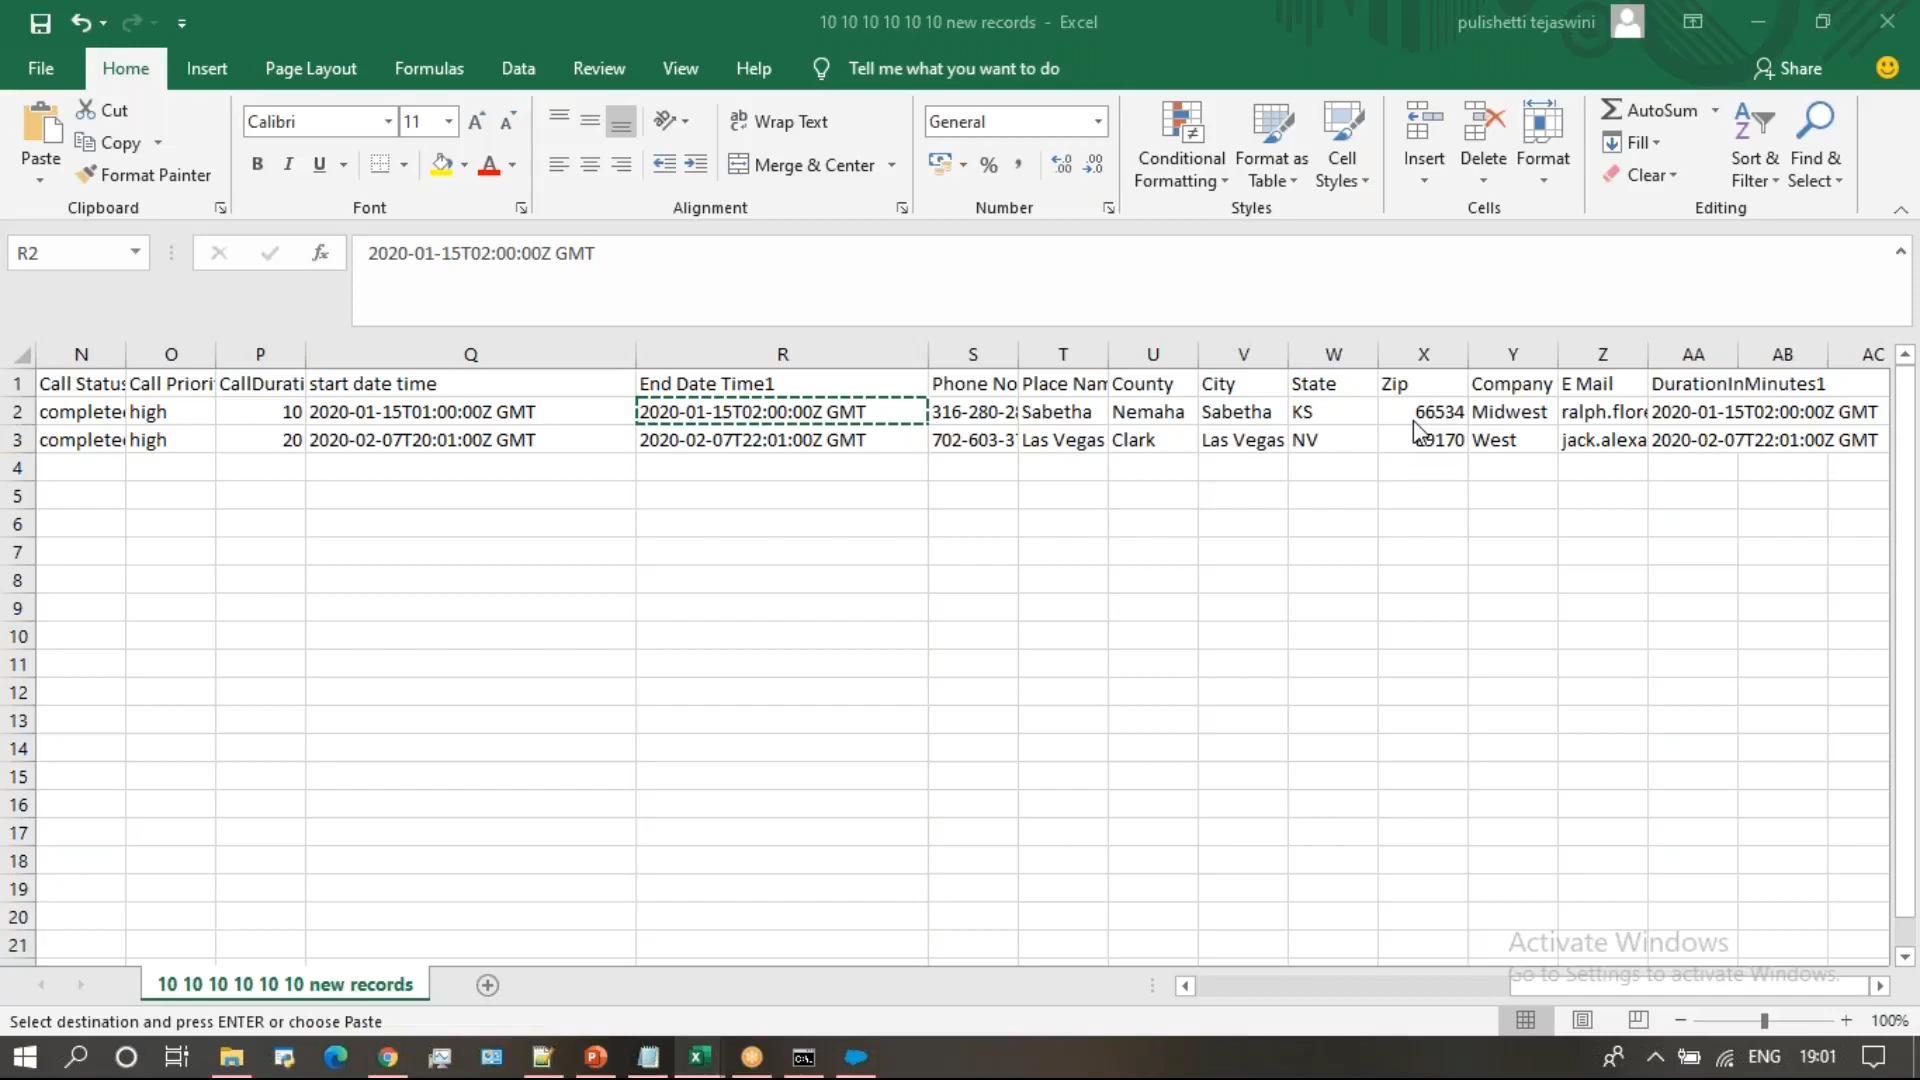 10 10 10 10 10 10 new records - Excel
pulishetti tejaswini
File Home Insert Page Layout Formulas Data Review View Help Tell me what you want to do Share
Paste
Cut
Copy
Format Painter
Clipboard
Calibri 11
B I U
Font
Wrap Text
Merge & Center
Alignment
General
Number
Conditional Formatting
Format as Table
Cell Styles
Styles
Insert Delete Format
Cells
AutoSum
Fill
Clear
Sort & Filter
Find & Select
Editing
R2 fx 2020-01-15T02:00:00Z GMT
N O P Q R S T U V W X Y Z AA AB AC
1 Call Status Call Priori CallDurati start date time End Date Time1 Phone No Place Nam County City State Zip Company E Mail DurationInMinutes1
2 complete high 10 2020-01-15T01:00:00Z GMT 2020-01-15T02:00:00Z GMT 316-280-2 Sabetha Nemaha Sabetha KS 66534 Midwest ralph.flore 2020-01-15T02:00:00Z GMT
3 complete high 20 2020-02-07T20:01:00Z GMT 2020-02-07T22:01:00Z GMT 702-603-3 Las Vegas Clark Las Vegas NV 9170 West jack.alexa 2020-02-07T22:01:00Z GMT
4
5
6
7
8
9
10
11
12
13
14
15
16
17
18
19
20
21
Activate Windows
Go to Settings to activate Windows.
10 10 10 10 10 10 new records
Select destination and press ENTER or choose Paste
100%
ENG 19:01